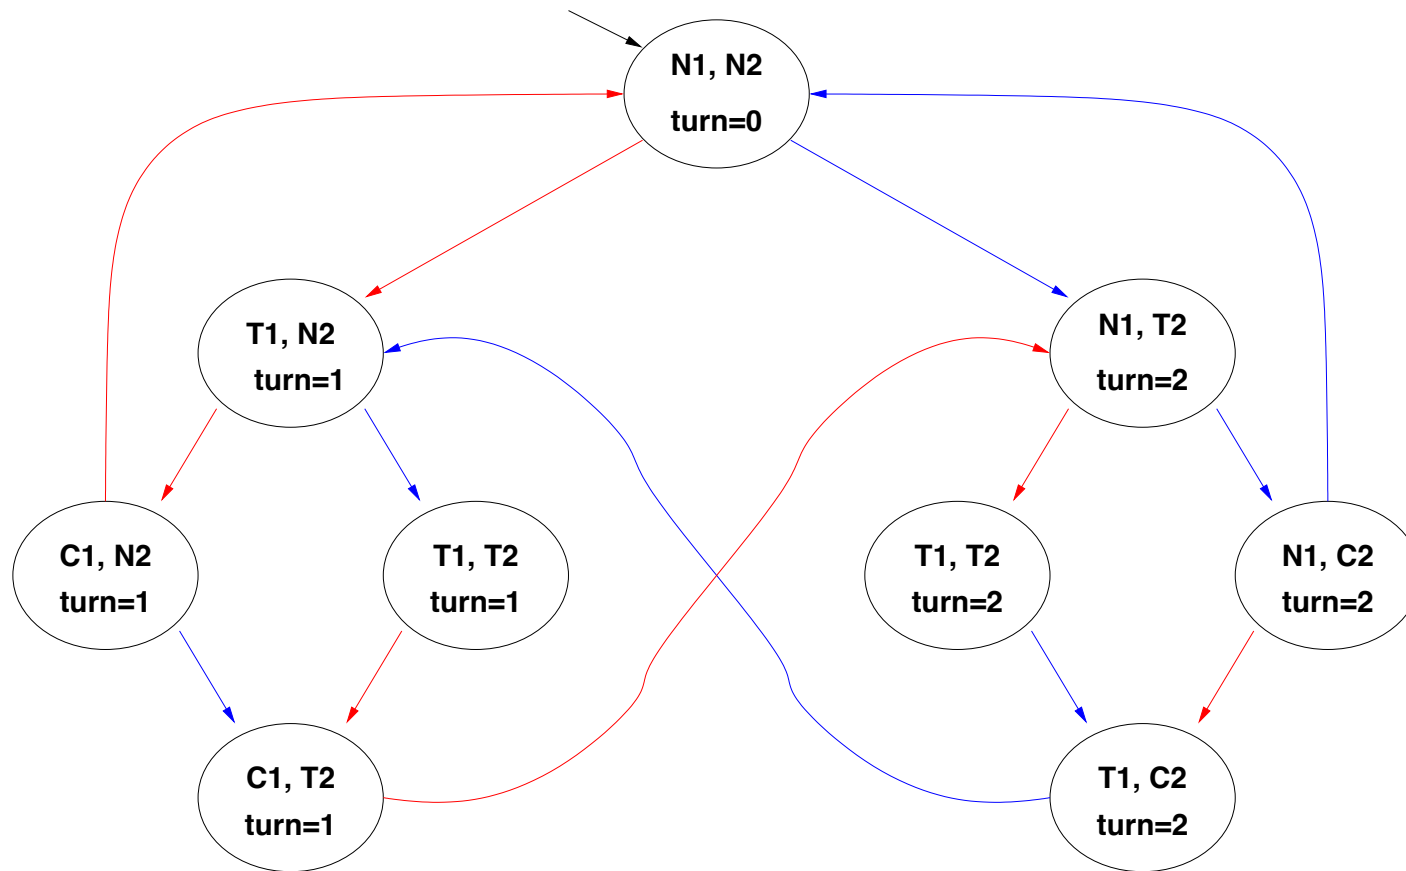 N1, N2
turn=0
T1, N2
turn=1
N1, T2
turn=2
C1, N2
turn=1
T1, T2
turn=1
T1, T2
turn=2
N1, C2
turn=2
C1, T2
turn=1
T1, C2
turn=2